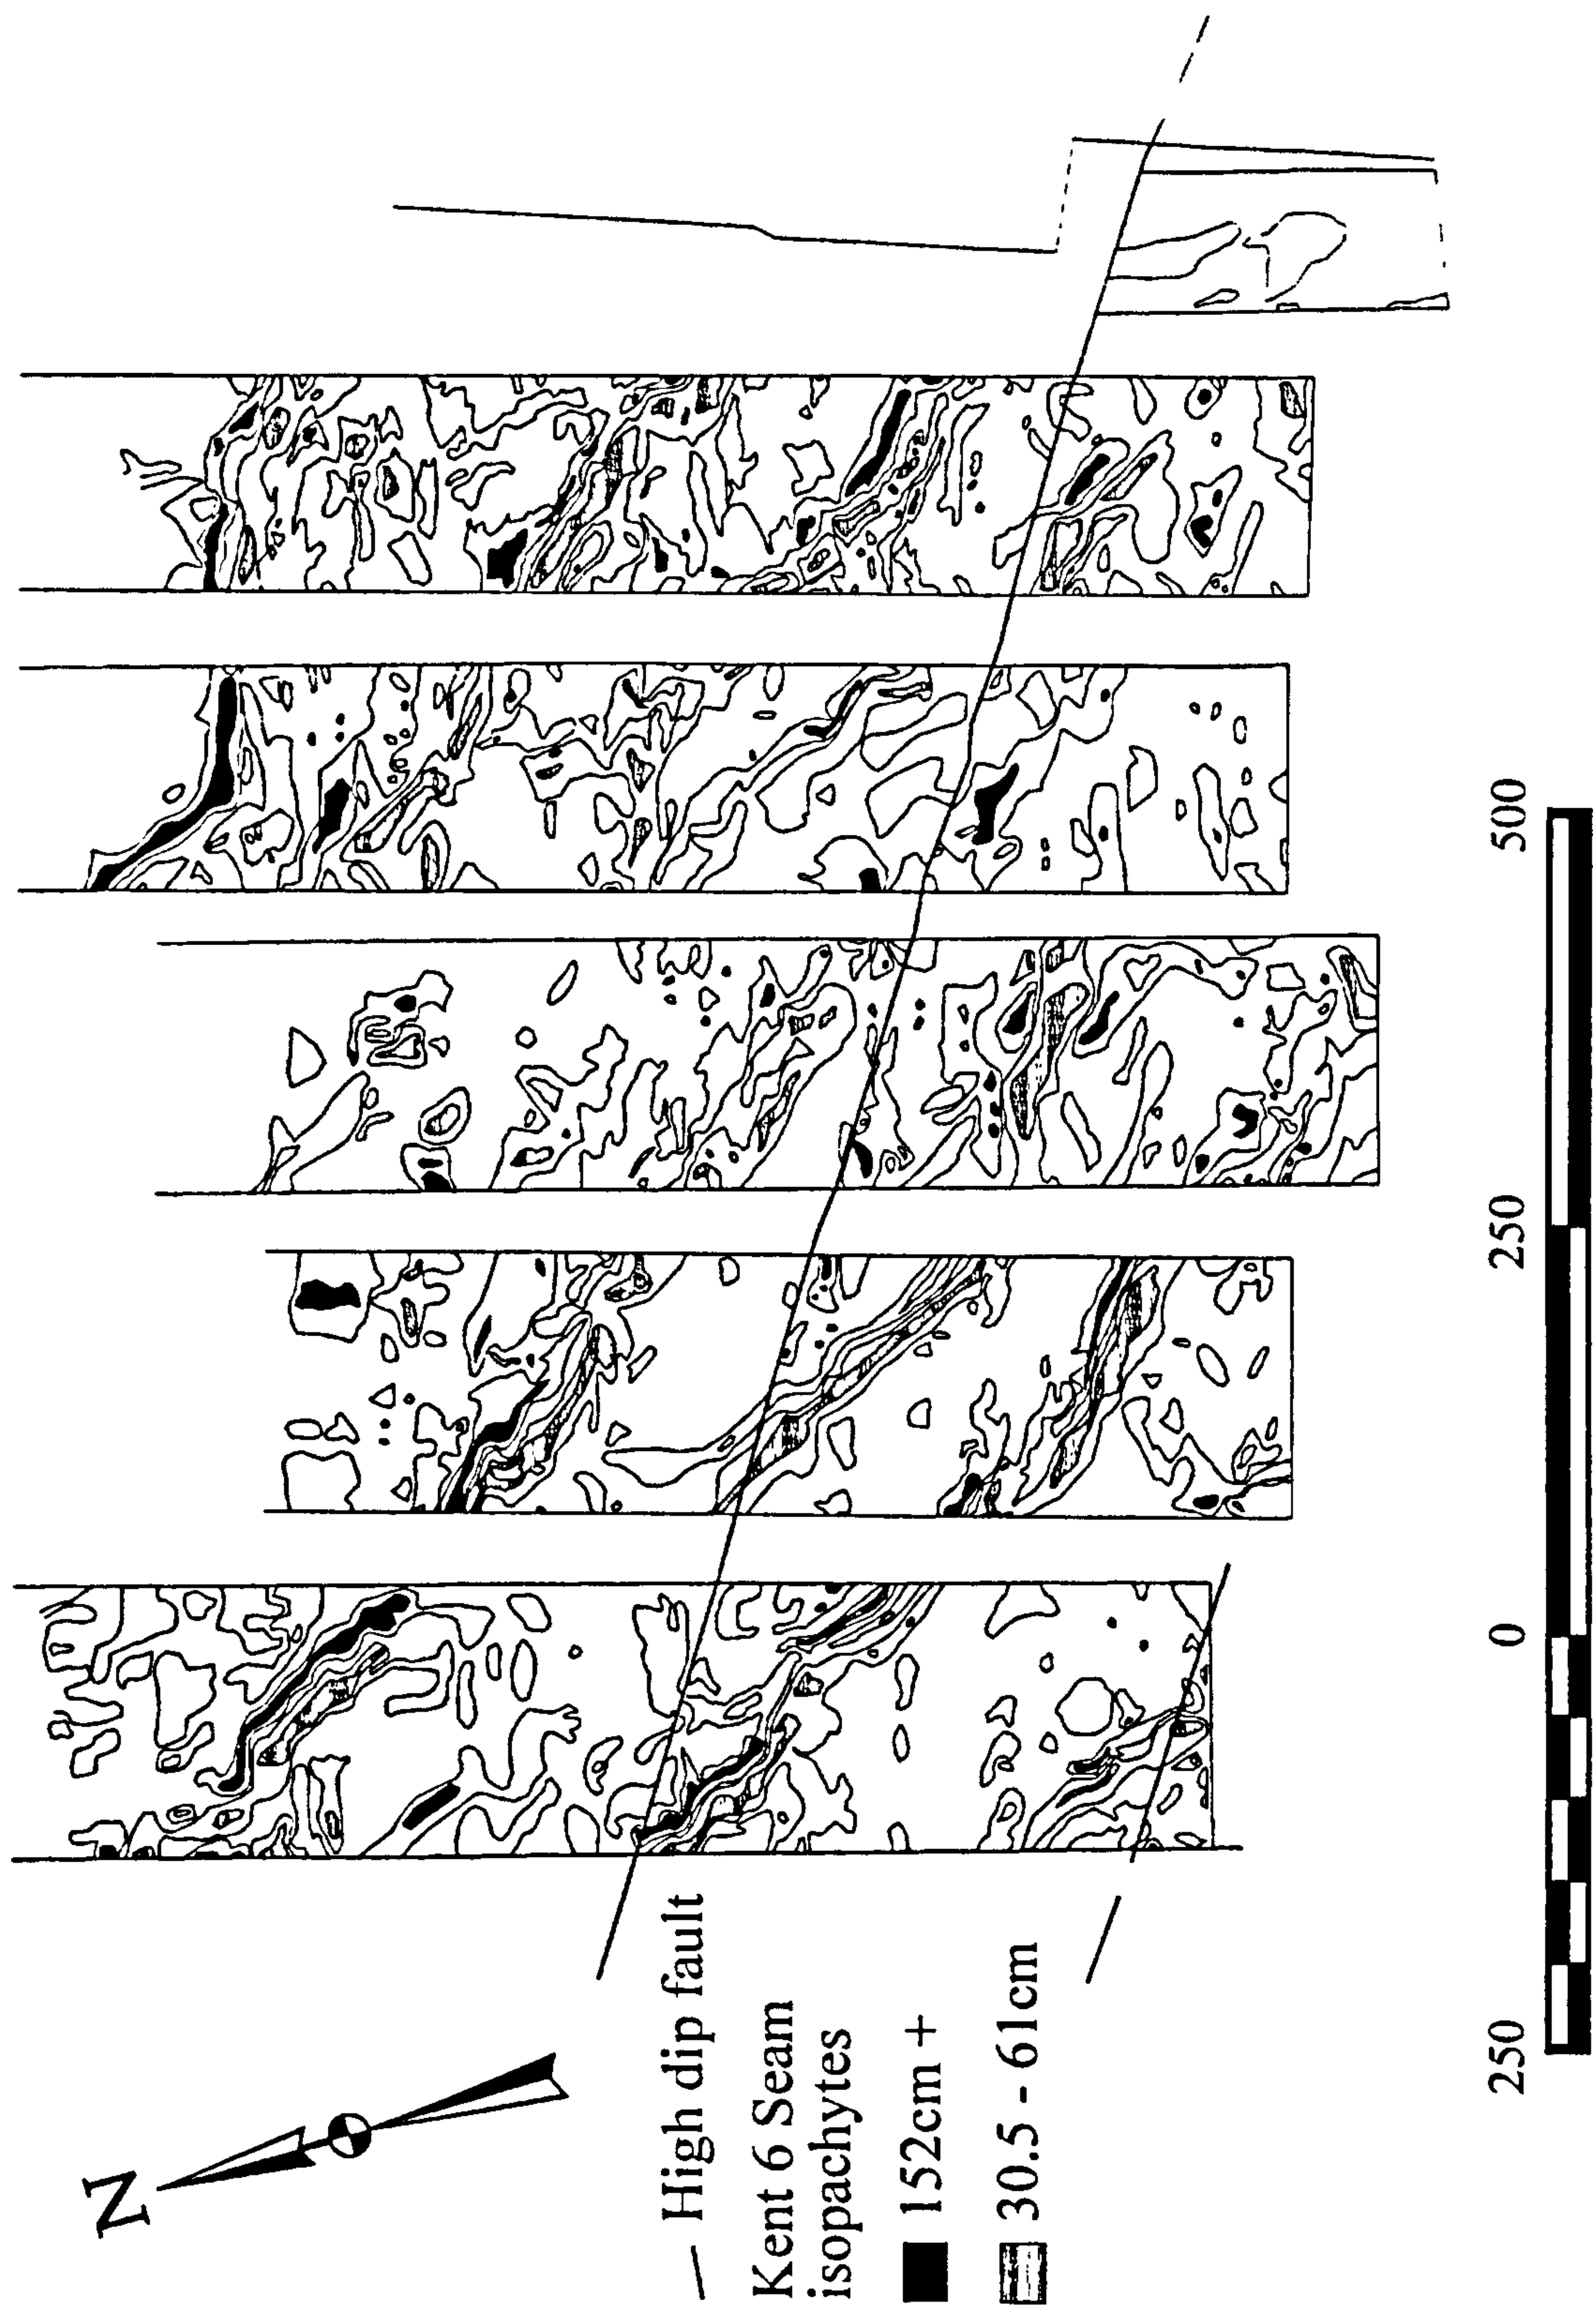 N
— High dip fault
Kent 6 Seam
isopachytes
152cm +
30.5 - 61cm
250 0 250 500